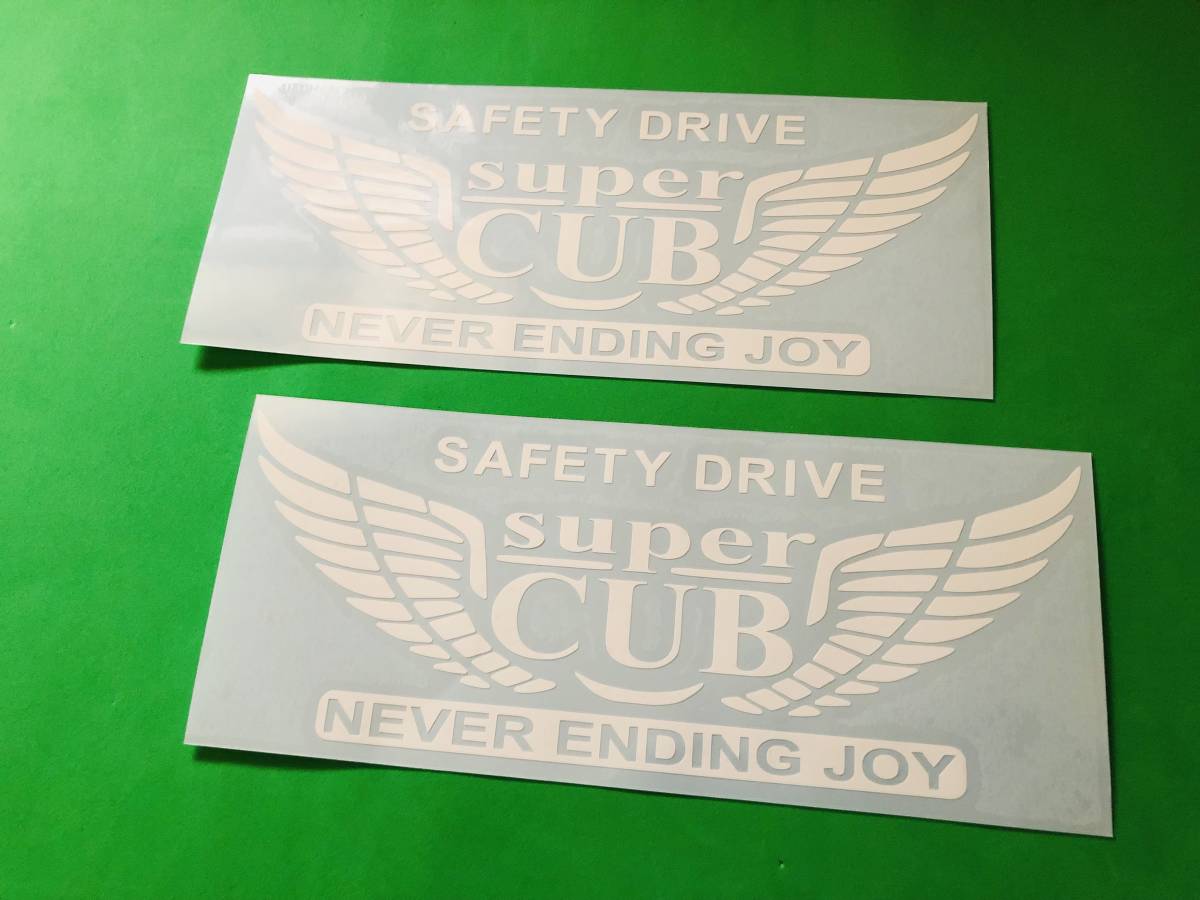 SAFETY DRIVE
super
CUB
NEVER ENDING JOY
SAFETY DRIVE
super
CUB
NEVER ENDING JOY